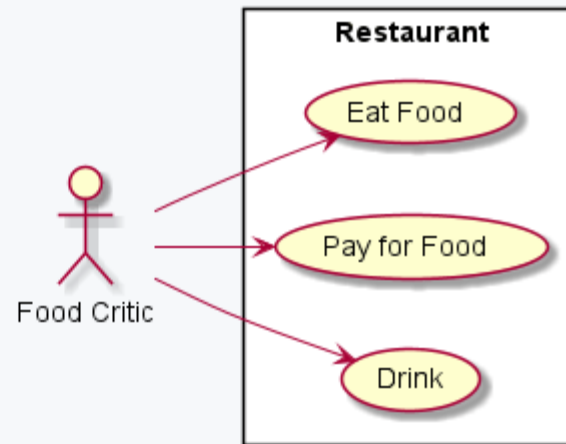 Restaurant
Eat Food
Pay for Food
Food Critic
Drink